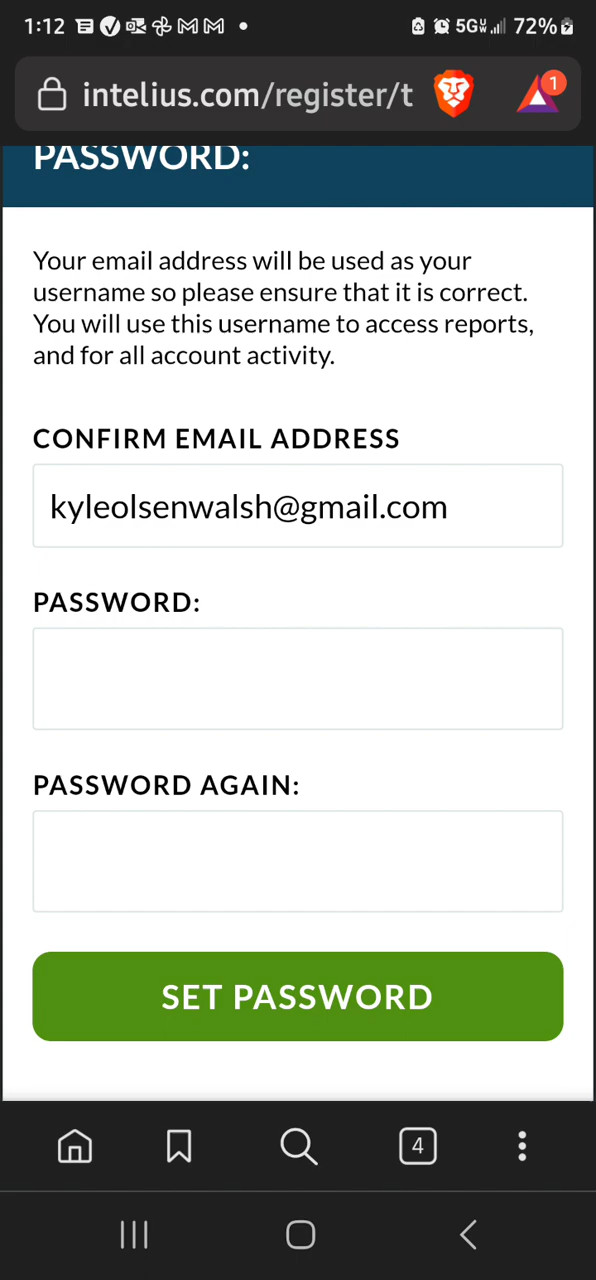 1:12 5G 72%
intelius.com/register/t 1
PASSWORD:
Your email address will be used as your
username so please ensure that it is correct.
You will use this username to access reports,
and for all account activity.
CONFIRM EMAIL ADDRESS
kyleolsenwalsh@gmail.com
PASSWORD:
PASSWORD AGAIN:
SET PASSWORD
4